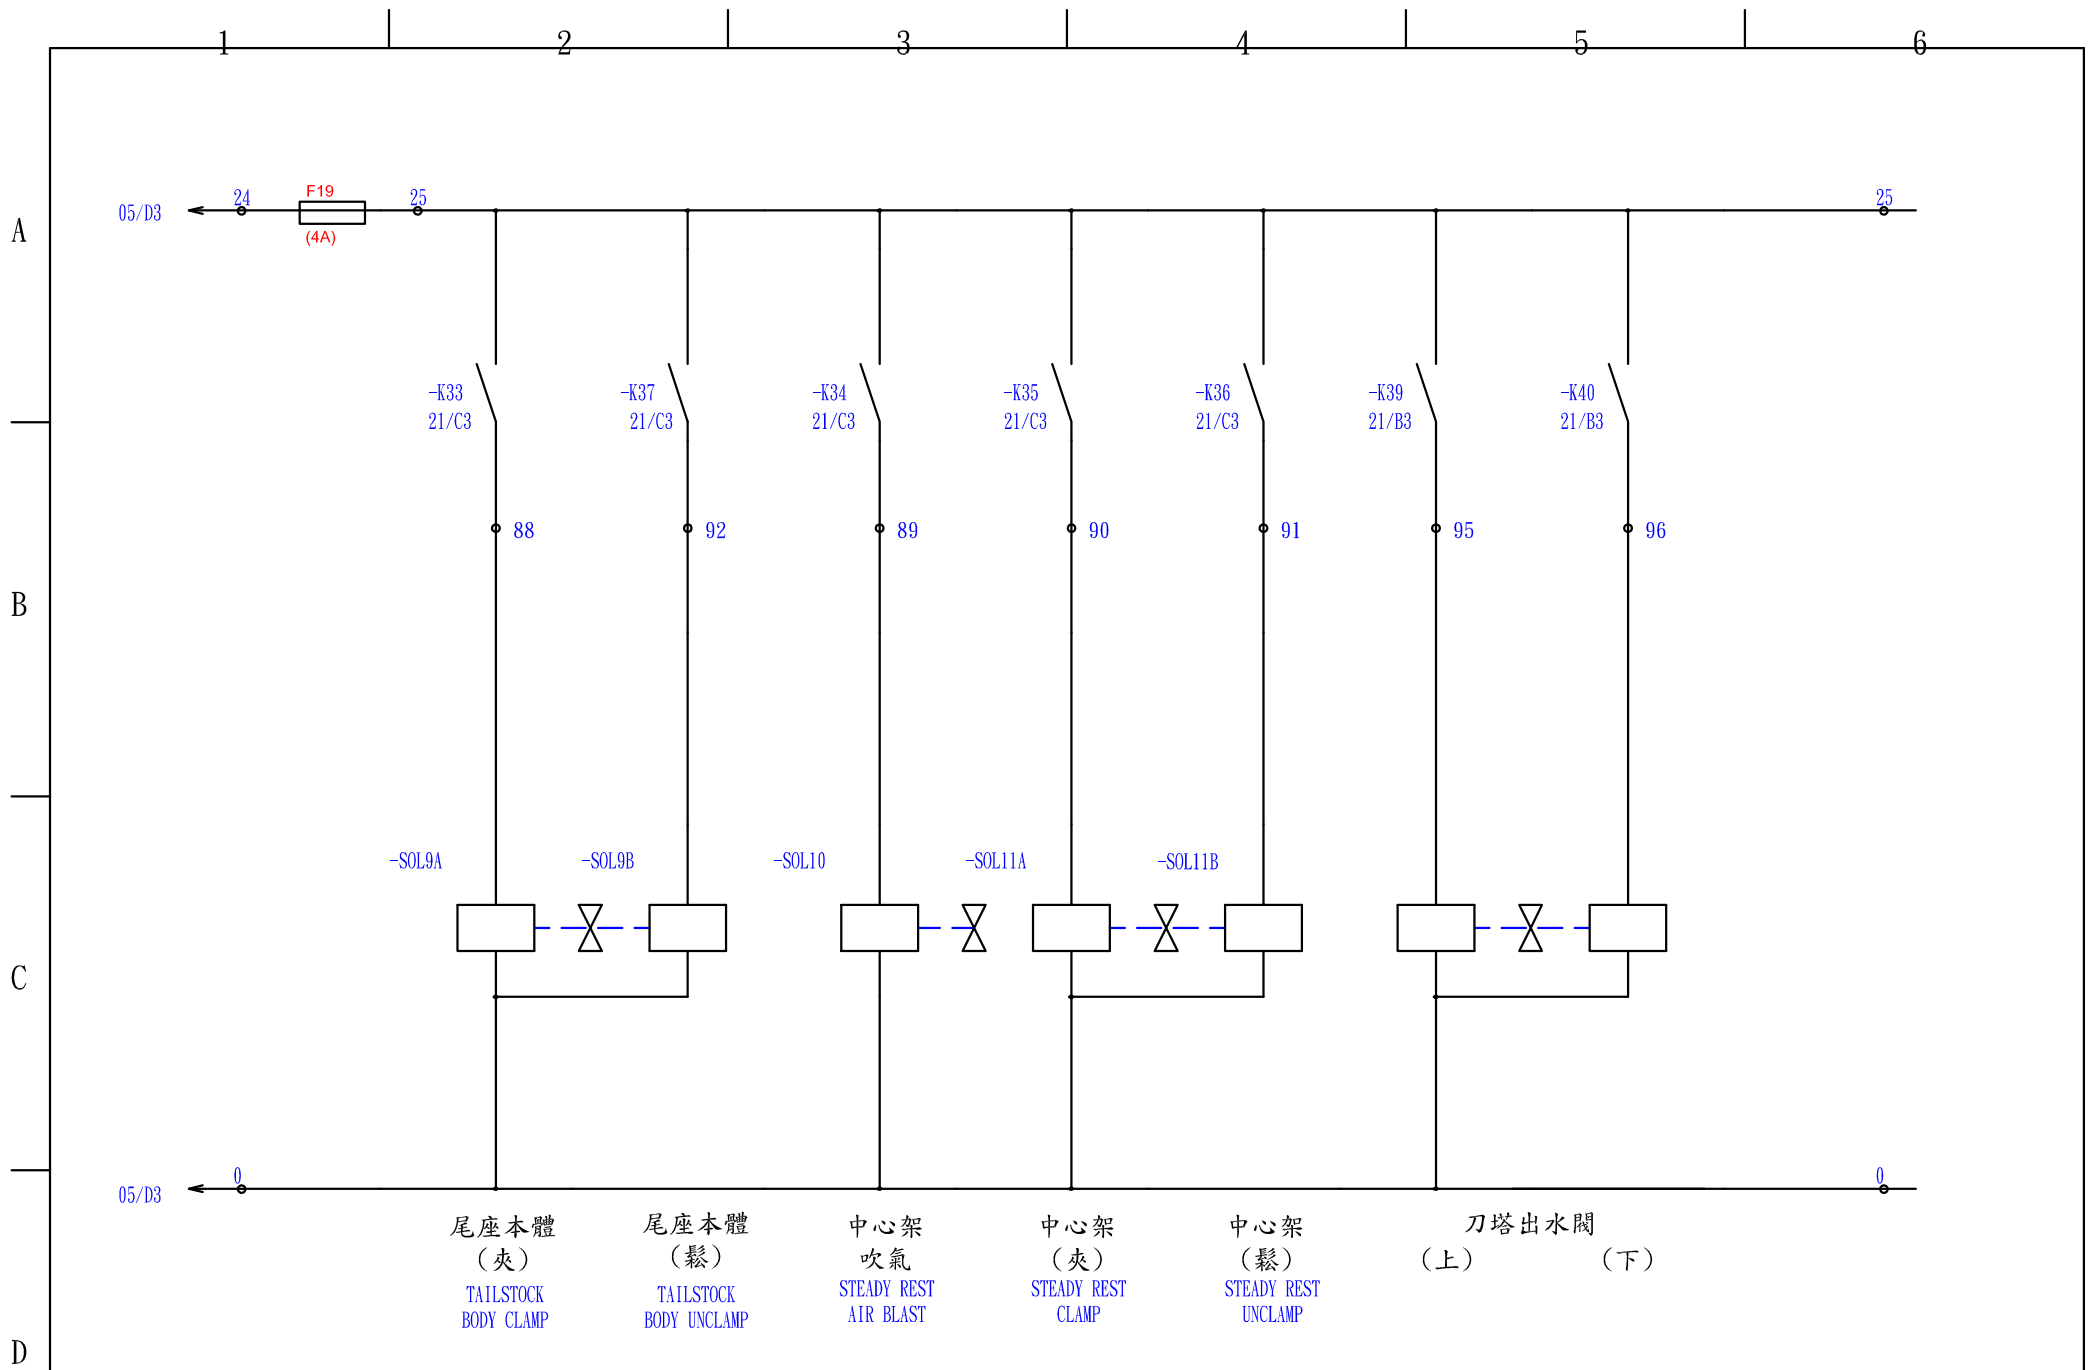 1 2 3 4 5 6
A
B
C
D
05/D3
24
F19
(4A)
25
25
-K33
21/C3
-K37
21/C3
-K34
21/C3
-K35
21/C3
-K36
21/C3
-K39
21/B3
-K40
21/B3
88
92
89
90
91
95
96
-SOL9A
-SOL9B
-SOL10
-SOL11A
-SOL11B
05/D3
0
0
尾座本體
(夾)
TAILSTOCK
BODY CLAMP
尾座本體
(鬆)
TAILSTOCK
BODY UNCLAMP
中心架
吹氣
STEADY REST
AIR BLAST
中心架
(夾)
STEADY REST
CLAMP
中心架
(鬆)
STEADY REST
UNCLAMP
刀塔出水閥
(上)
(下)